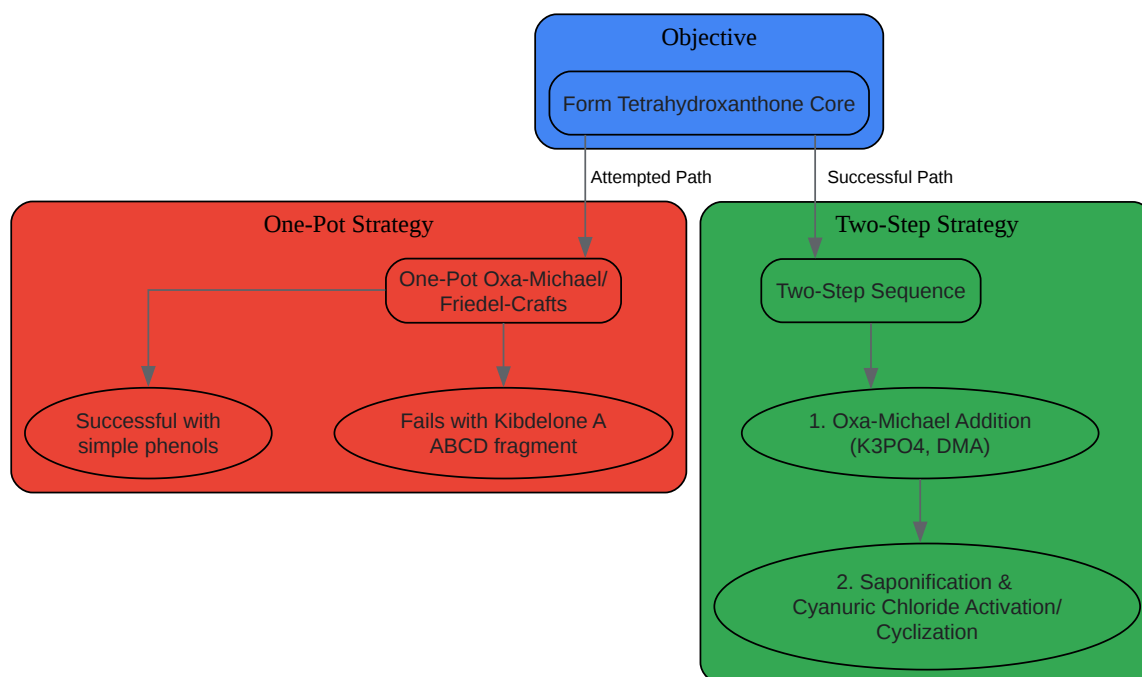 Objective
Form Tetrahydroxanthone Core
Attempted Path
Successful Path
One-Pot Strategy
One-Pot Oxa-Michael/
Friedel-Crafts
Successful with
simple phenols
Fails with Kibdelone A
ABCD fragment
Two-Step Strategy
Two-Step Sequence
1. Oxa-Michael Addition
(K3PO4, DMA)
2. Saponification &
Cyanuric Chloride Activation/
Cyclization